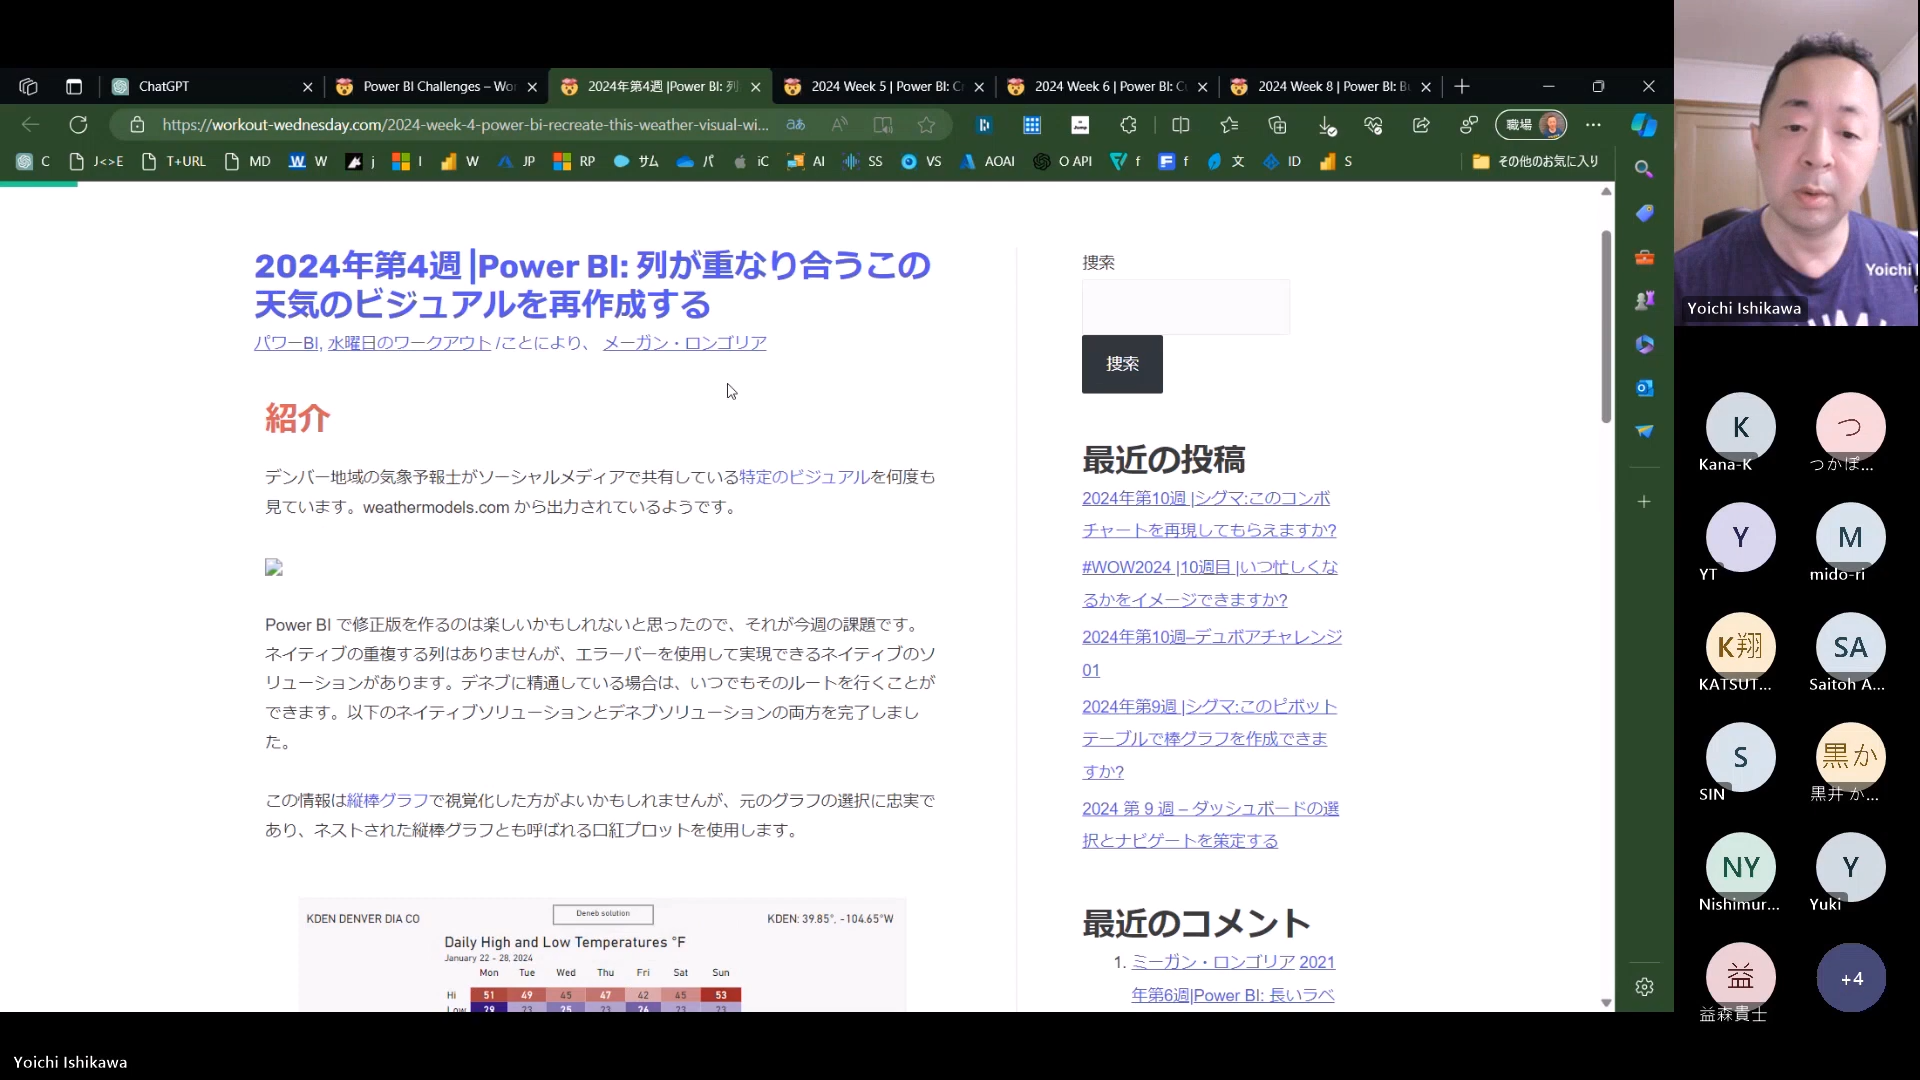 ChatGPT
Power BI Challenges – Wo
2024年第4週 |Power BI: 列
2024 Week 5 | Power BI: C
2024 Week 6 | Power BI: C
2024 Week 8 | Power BI: B
https://workout-wednesday.com/2024-week-4-power-bi-recreate-this-weather-visual-wi...
職場
C J<>E T+URL MD W j I W JP RP サム パ iC AI SS VS AOAI O API f f 文 ID S その他のお気に入り
2024年第4週 |Power BI: 列が重なり合うこの
天気のビジュアルを再作成する
パワーBI, 水曜日のワークアウト /ことにより、 メーガン・ロンゴリア
紹介
デンバー地域の気象予報士がソーシャルメディアで共有している特定のビジュアルを何度も
見ています。weathermodels.com から出力されているようです。
Power BI で修正版を作るのは楽しいかもしれないと思ったので、それが今週の課題です。
ネイティブの重複する列はありませんが、エラーバーを使用して実現できるネイティブのソ
リューションがあります。デネブに精通している場合は、いつでもそのルートを行くことが
できます。以下のネイティブソリューションとデネブソリューションの両方を完了しまし
た。
この情報は縦棒グラフで視覚化した方がよいかもしれませんが、元のグラフの選択に忠実で
あり、ネストされた縦棒グラフとも呼ばれる口紅プロットを使用します。
KDEN DENVER DIA CO
Deneb solution
KDEN: 39.85°, -104.65°W
Daily High and Low Temperatures °F
January 22 - 28, 2024
Mon Tue Wed Thu Fri Sat Sun
Hi 51 49 45 47 42 45 53
Low 29 23 25 23 26 23 23
捜索
捜索
最近の投稿
2024年第10週 |シグマ:このコンボ
チャートを再現してもらえますか?
#WOW2024 |10週目 |いつ忙しくな
るかをイメージできますか?
2024年第10週–デュボアチャレンジ
01
2024年第9週 |シグマ:このピボット
テーブルで棒グラフを作成できま
すか?
2024 第 9 週 – ダッシュボードの選
択とナビゲートを策定する
最近のコメント
1. ミーガン・ロンゴリア 2021
年第6週|Power BI: 長いラベ
Yoichi I
Yoichi Ishikawa
K
Kana-K
つ
つかぽ...
Y
YT
M
mido-ri
K翔
KATSUT...
SA
Saitoh A...
S
SIN
黒か
黒井 か...
NY
Nishimur...
Y
Yuki
益
益森貴士
+4
Yoichi Ishikawa